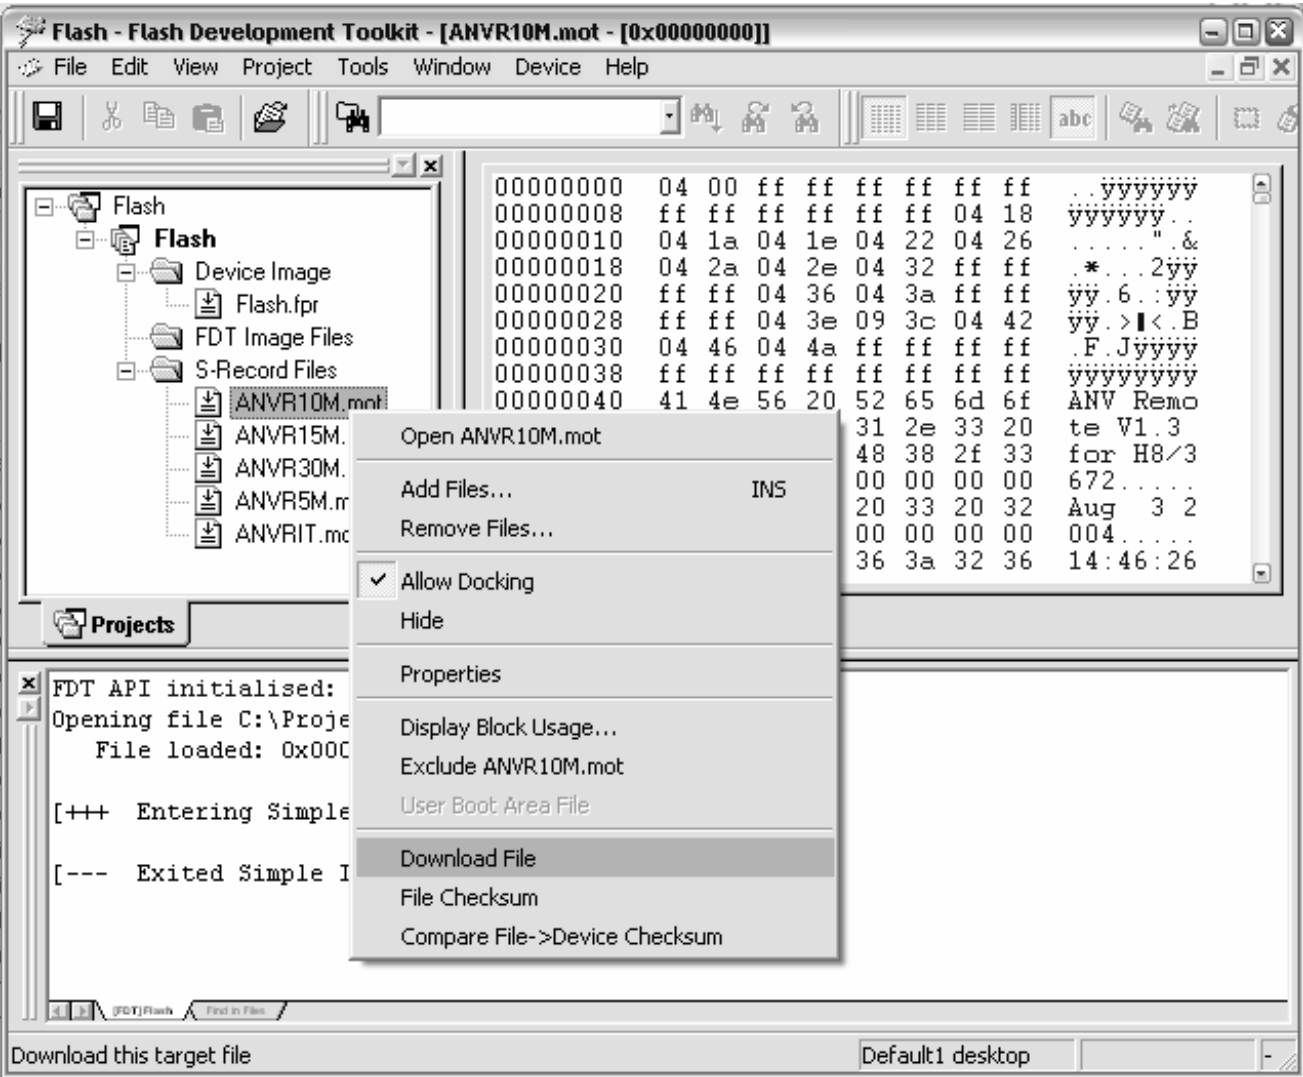 Flash - Flash Development Toolkit - [ANVR10M.mot - [0x00000000]]
File Edit View Project Tools Window Device Help
abc
Flash
Flash
Device Image
Flash.fpr
FDT Image Files
S-Record Files
ANVR10M.mot
ANVR15M.
ANVR30M.
ANVR5M.m
ANVRIT.mo
Projects
00000000 04 00 ff ff ff ff ff ff ..ÿÿÿÿÿÿ
00000008 ff ff ff ff ff ff 04 18 ÿÿÿÿÿÿ..
00000010 04 1a 04 1e 04 22 04 26 .....".&
00000018 04 2a 04 2e 04 32 ff ff .*...2ÿÿ
00000020 ff ff 04 36 04 3a ff ff ÿÿ.6.:ÿÿ
00000028 ff ff 04 3e 09 3c 04 42 ÿÿ.>▮<.B
00000030 04 46 04 4a ff ff ff ff .F.Jÿÿÿÿ
00000038 ff ff ff ff ff ff ff ff ÿÿÿÿÿÿÿÿ
00000040 41 4e 56 20 52 65 6d 6f ANV Remo
31 2e 33 20 te V1.3
48 38 2f 33 for H8/3
00 00 00 00 672.....
20 33 20 32 Aug 3 2
00 00 00 00 004.....
36 3a 32 36 14:46:26
Open ANVR10M.mot
Add Files... INS
Remove Files...
Allow Docking
Hide
Properties
Display Block Usage...
Exclude ANVR10M.mot
User Boot Area File
Download File
File Checksum
Compare File->Device Checksum
FDT API initialised:
Opening file C:\Proje
File loaded: 0x000
[+++ Entering Simple
[--- Exited Simple I
[FDT]Flash Find in Files
Download this target file Default1 desktop -